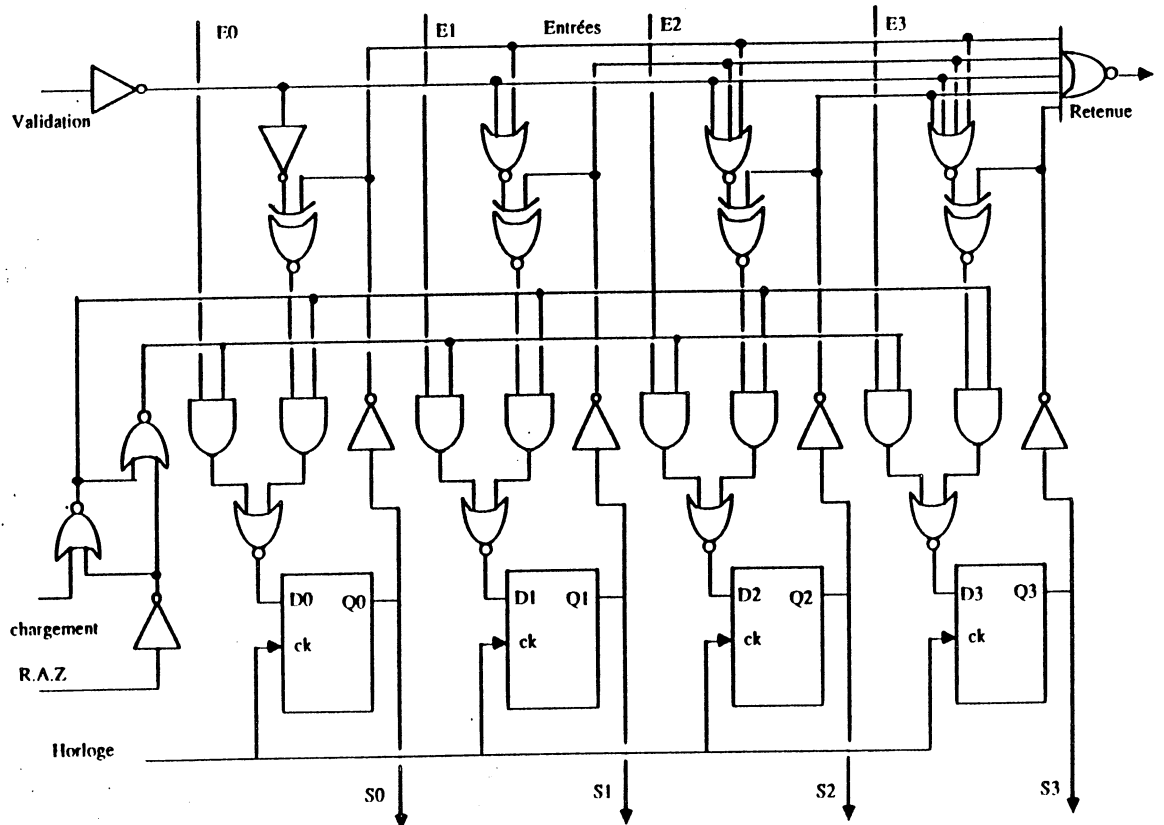 E0
E1
Entrées
E2
E3
Validation
Retenue
chargement
R.A.Z
D0 Q0
ck
D1 Q1
ck
D2 Q2
ck
D3 Q3
ck
Horloge
S0
S1
S2
S3